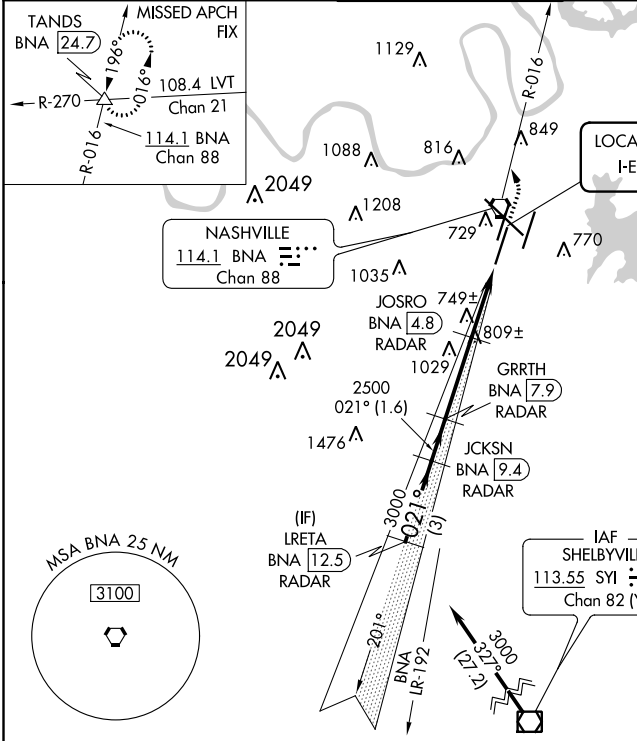 TANDS
BNA 24.7
MISSED APCH
FIX
196°
016°
R-270
108.4 LVT
Chan 21
R-016
114.1 BNA
Chan 88
1129
R-016
849
816
1088
LOCA
I-E
2049
1208
NASHVILLE
114.1 BNA
Chan 88
729
770
1035
JOSRO
BNA 4.8
RADAR
749±
809±
2049
2049
1029
GRRTH
BNA 7.9
RADAR
2500
021° (1.6)
1476
JCKSN
BNA 9.4
RADAR
3000
021°
(3)
(IF)
LRETA
BNA 12.5
RADAR
MSA BNA 25 NM
3100
201°
BNA
LR-192
IAF
SHELBYVILLE
113.55 SYI
Chan 82 (Y
3000
327°
(27.2)